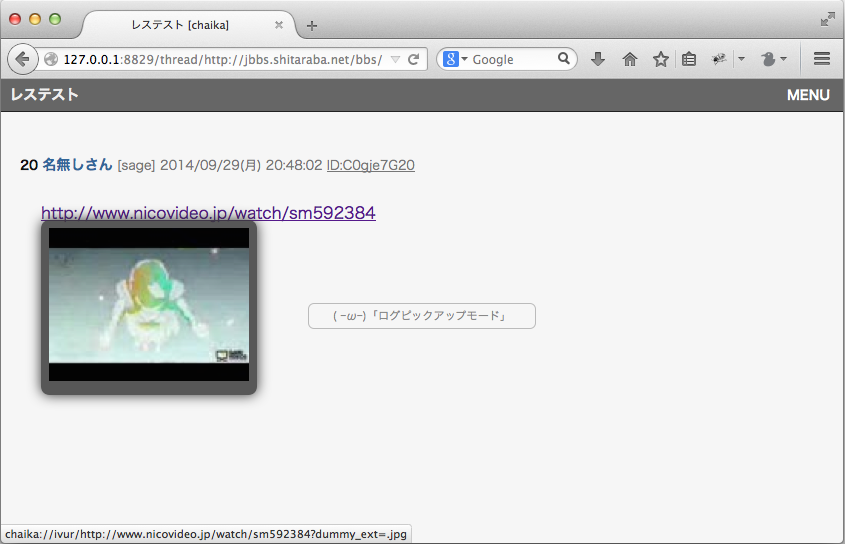 レステスト [chaika]
127.0.0.1:8829/thread/http://jbbs.shitaraba.net/bbs/
Google
レステスト
MENU
20 名無しさん [sage] 2014/09/29(月) 20:48:02 ID:C0gje7G20
http://www.nicovideo.jp/watch/sm592384
( -ω-)「ログピックアップモード」
chaika://ivur/http://www.nicovideo.jp/watch/sm592384?dummy_ext=.jpg